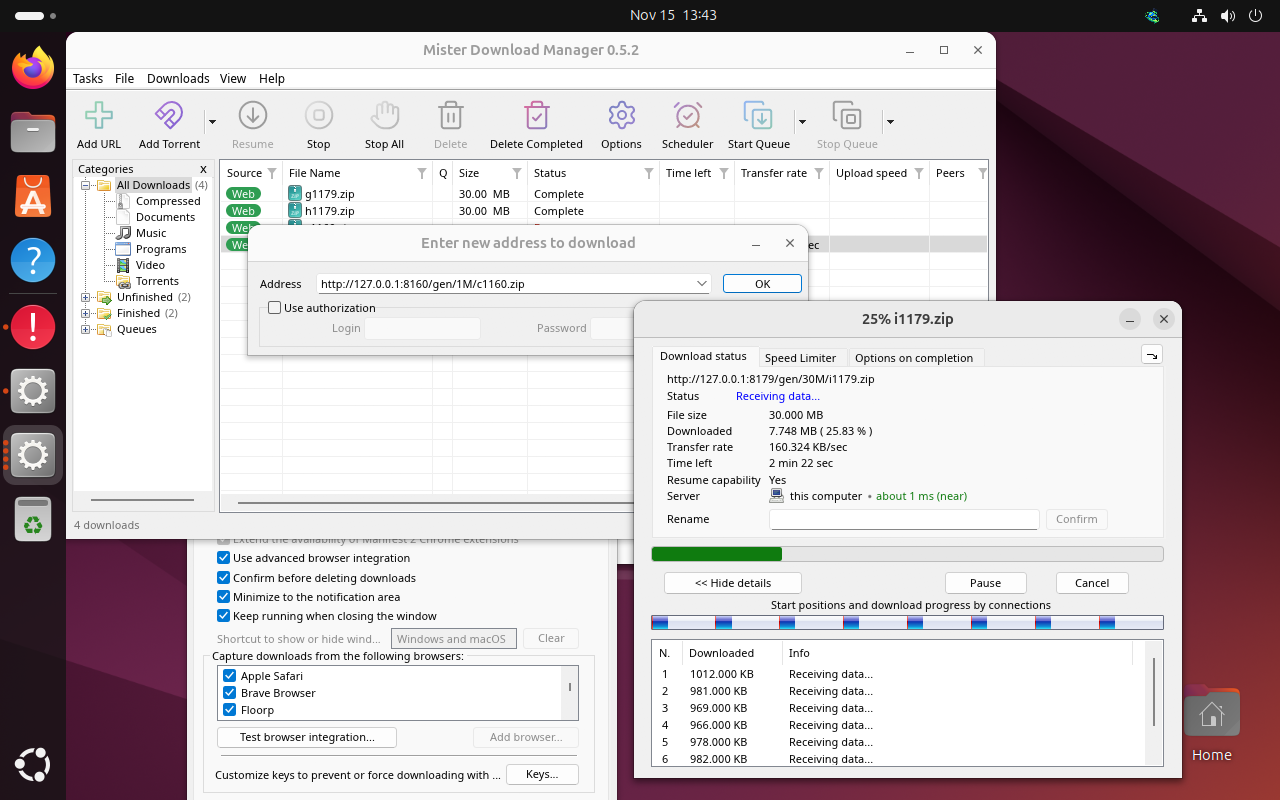 Nov 15 13:43
Mister Download Manager 0.5.2
Tasks File Downloads View Help
Add URL Add Torrent Resume Stop Stop All Delete Delete Completed Options Scheduler Start Queue Stop Queue
Categories X
All Downloads (4)
Compressed
Documents
Music
Programs
Video
Torrents
Unfinished (2)
Finished (2)
Queues
Source File Name Q Size Status Time left Transfer rate Upload speed Peers
Web g1179.zip 30.00 MB Complete
Web h1179.zip 30.00 MB Complete
4 downloads
Enter new address to download
Address http://127.0.0.1:8160/gen/1M/c1160.zip OK
Use authorization
Login Password
25% i1179.zip
Download status Speed Limiter Options on completion
http://127.0.0.1:8179/gen/30M/i1179.zip
Status Receiving data...
File size 30.000 MB
Downloaded 7.748 MB ( 25.83 % )
Transfer rate 160.324 KB/sec
Time left 2 min 22 sec
Resume capability Yes
Server this computer • about 1 ms (near)
Rename Confirm
<< Hide details Pause Cancel
Start positions and download progress by connections
N. Downloaded Info
1 1012.000 KB Receiving data...
2 981.000 KB Receiving data...
3 969.000 KB Receiving data...
4 966.000 KB Receiving data...
5 978.000 KB Receiving data...
6 982.000 KB Receiving data...
Extend the availability of Manifest 2 Chrome extensions
Use advanced browser integration
Confirm before deleting downloads
Minimize to the notification area
Keep running when closing the window
Shortcut to show or hide wind... Windows and macOS Clear
Capture downloads from the following browsers:
Apple Safari
Brave Browser
Floorp
Test browser integration... Add browser...
Customize keys to prevent or force downloading with ... Keys...
Home